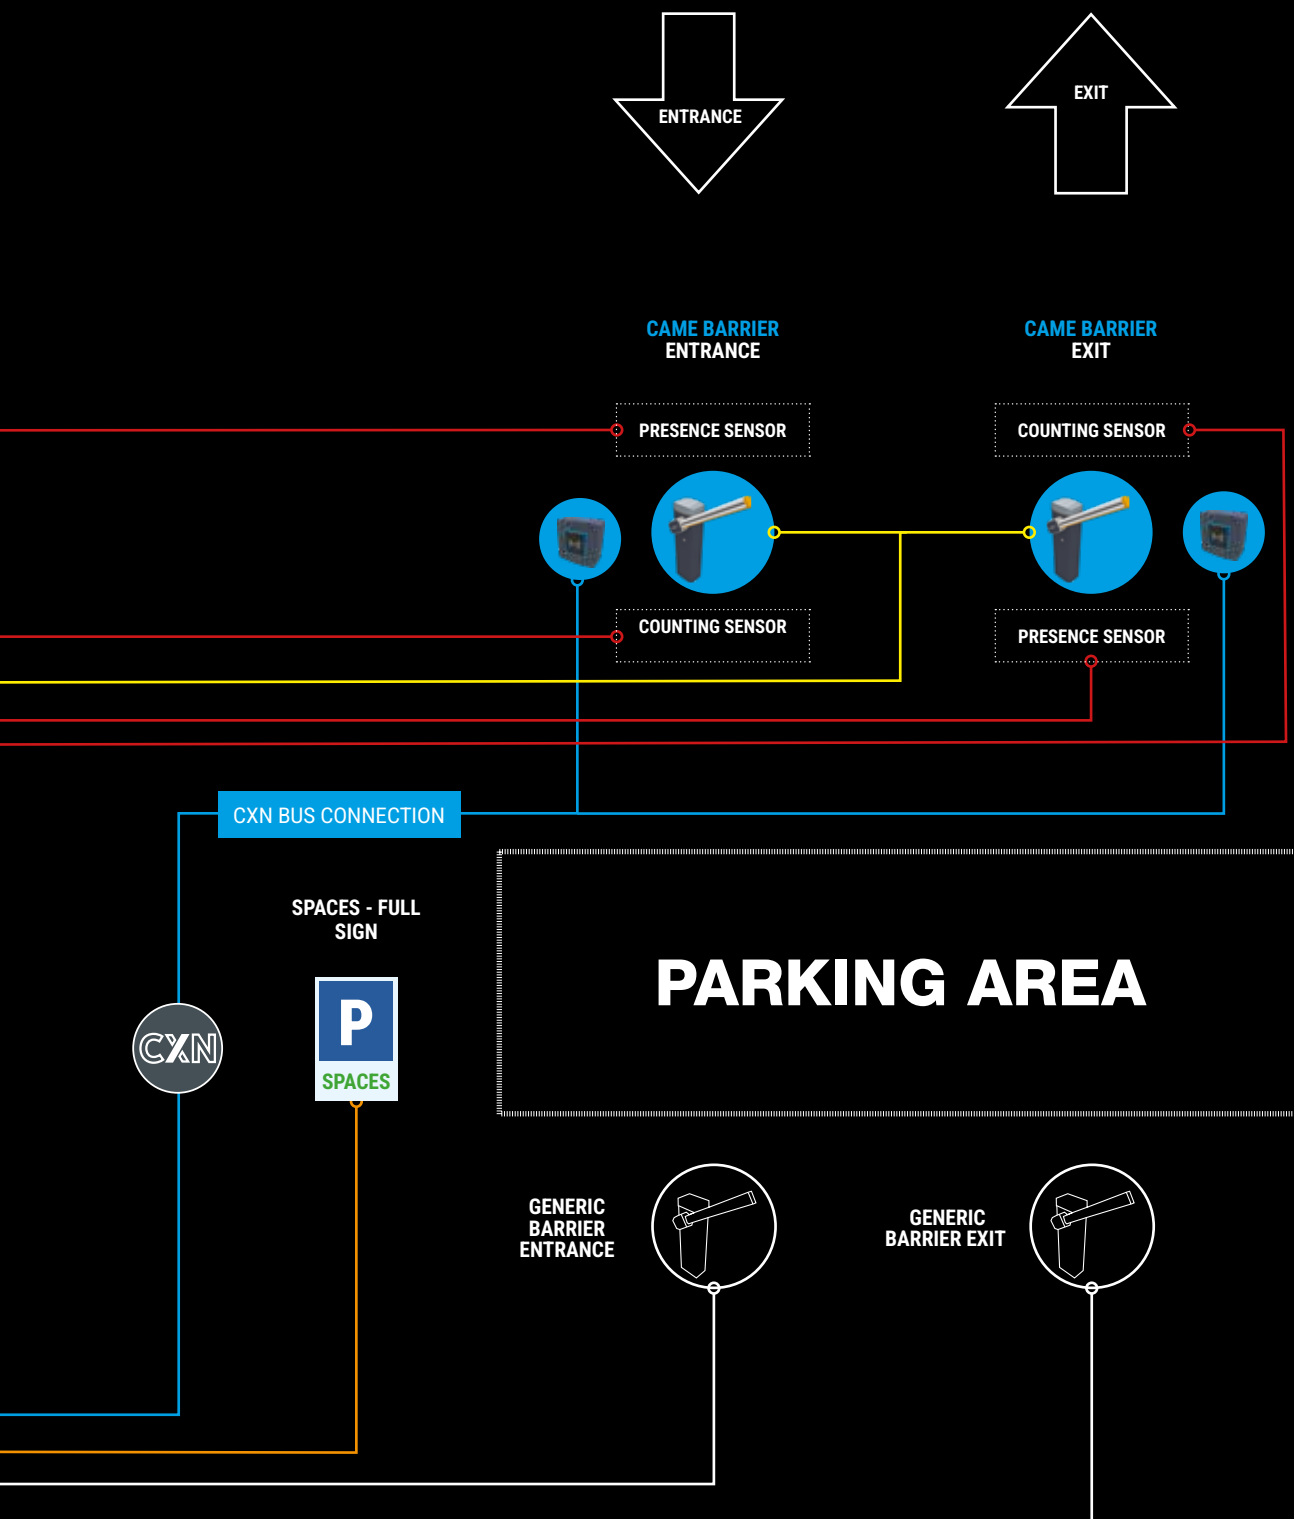 ENTRANCE
EXIT
CAME BARRIER
ENTRANCE
CAME BARRIER
EXIT
PRESENCE SENSOR
COUNTING SENSOR
COUNTING SENSOR
PRESENCE SENSOR
CXN BUS CONNECTION
SPACES - FULL
SIGN
PARKING AREA
P
SPACES
CXN
GENERIC
BARRIER
ENTRANCE
GENERIC
BARRIER EXIT